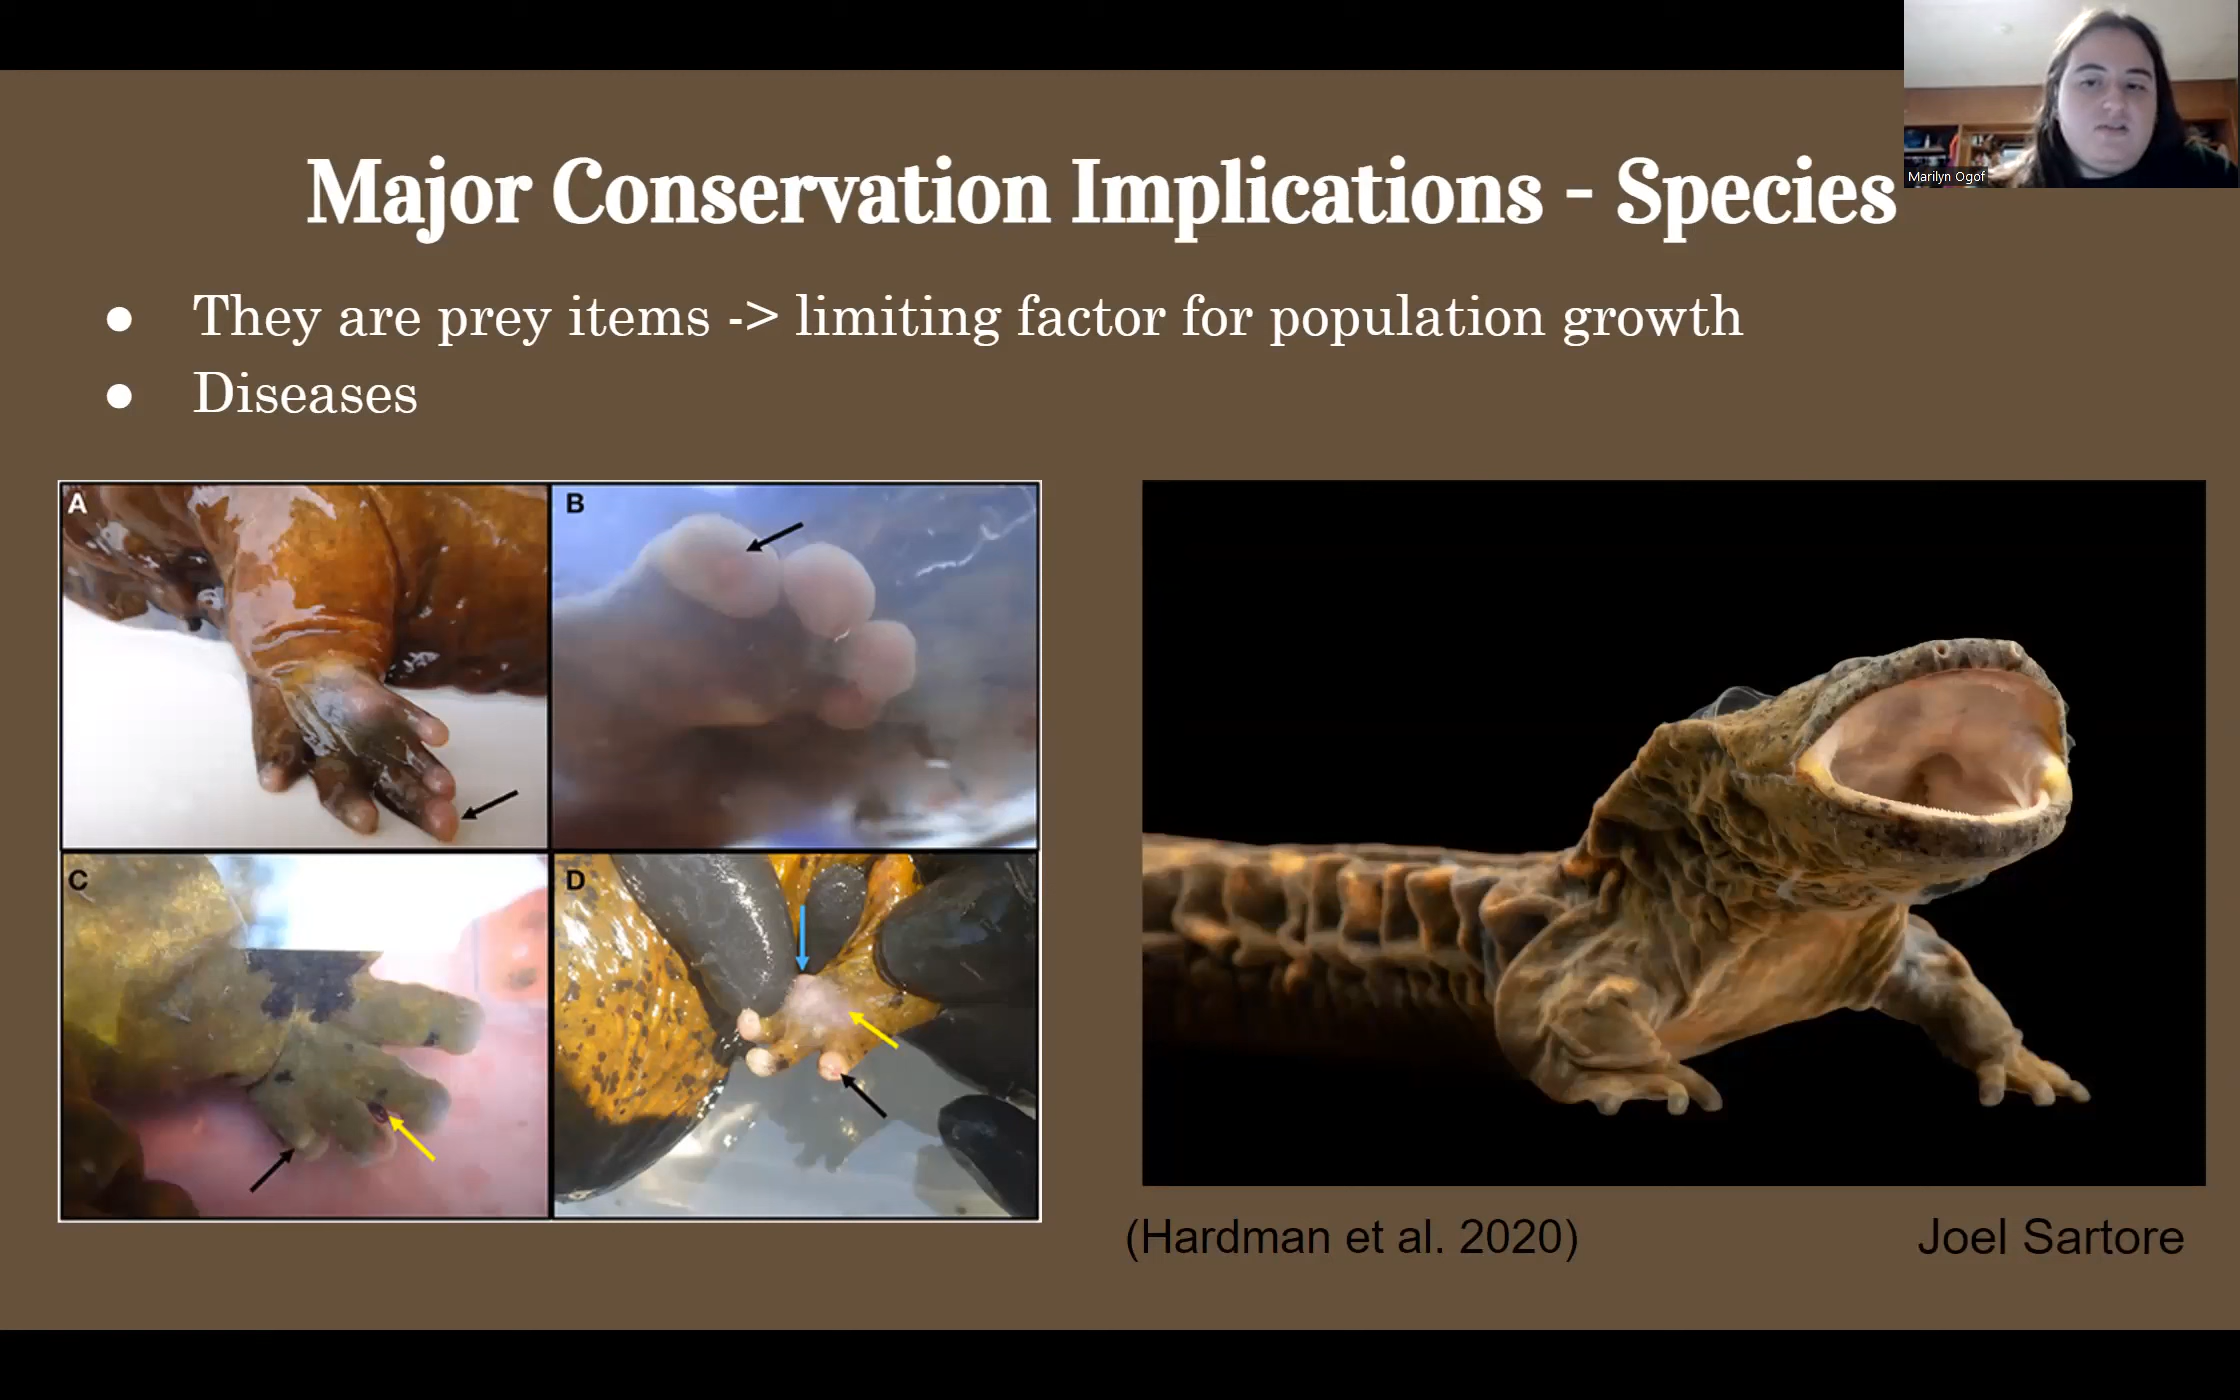 Marilyn Ogof
Major Conservation Implications - Species
● They are prey items -> limiting factor for population growth
● Diseases
A
B
C
D
(Hardman et al. 2020)
Joel Sartore